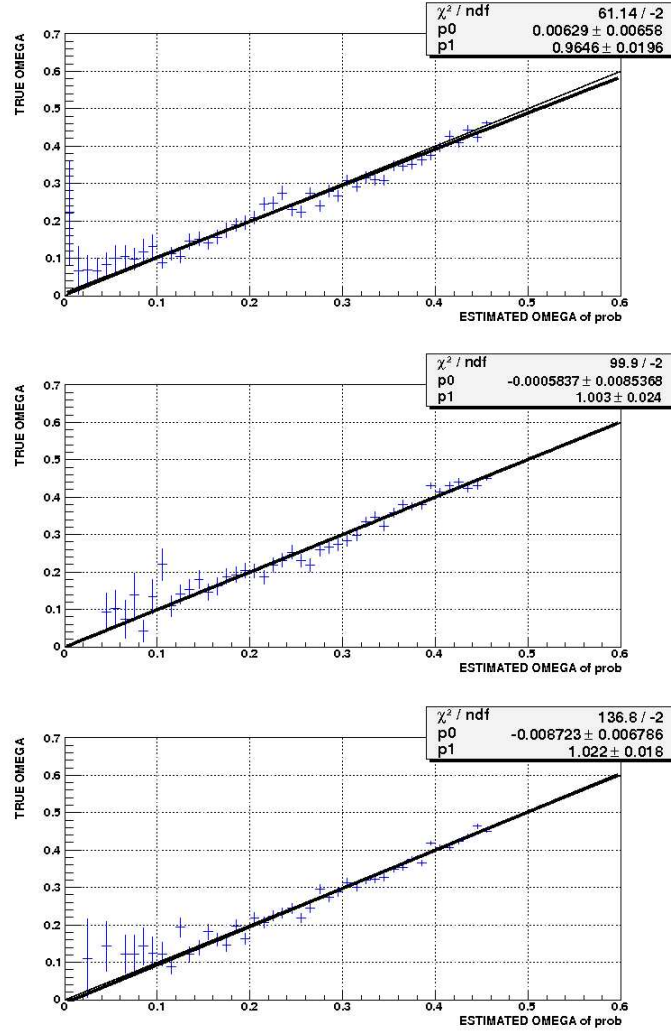 χ² / ndf 61.14 / -2
p0 0.00629 ± 0.00658
p1 0.9646 ± 0.0196
TRUE OMEGA
0.7
0.6
0.5
0.4
0.3
0.2
0.1
0
0 0.1 0.2 0.3 0.4 0.5 0.6
ESTIMATED OMEGA of prob
χ² / ndf 99.9 / -2
p0 -0.0005837 ± 0.0085368
p1 1.003 ± 0.024
TRUE OMEGA
0.7
0.6
0.5
0.4
0.3
0.2
0.1
0
0 0.1 0.2 0.3 0.4 0.5 0.6
ESTIMATED OMEGA of prob
χ² / ndf 136.8 / -2
p0 -0.008723 ± 0.006786
p1 1.022 ± 0.018
TRUE OMEGA
0.7
0.6
0.5
0.4
0.3
0.2
0.1
0
0 0.1 0.2 0.3 0.4 0.5 0.6
ESTIMATED OMEGA of prob